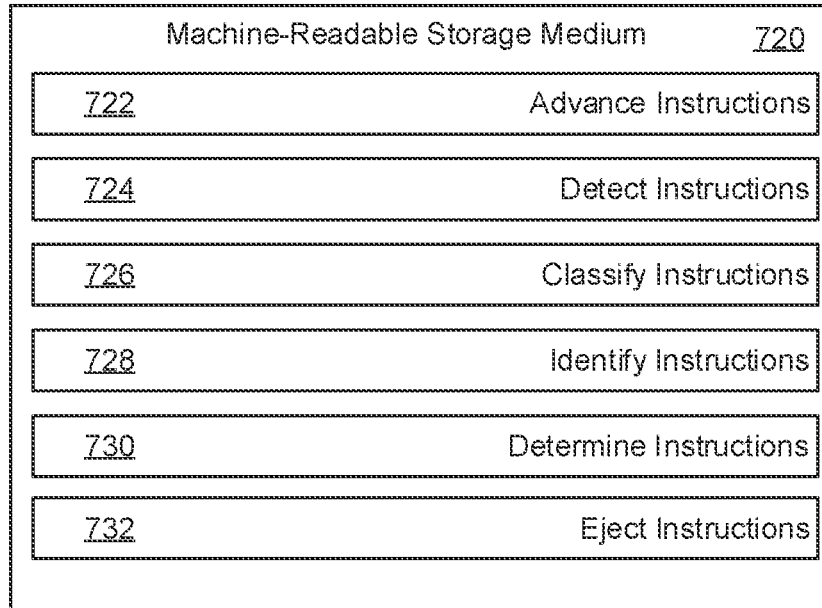 Machine-Readable Storage Medium 720
722 Advance Instructions
724 Detect Instructions
726 Classify Instructions
728 Identify Instructions
730 Determine Instructions
732 Eject Instructions